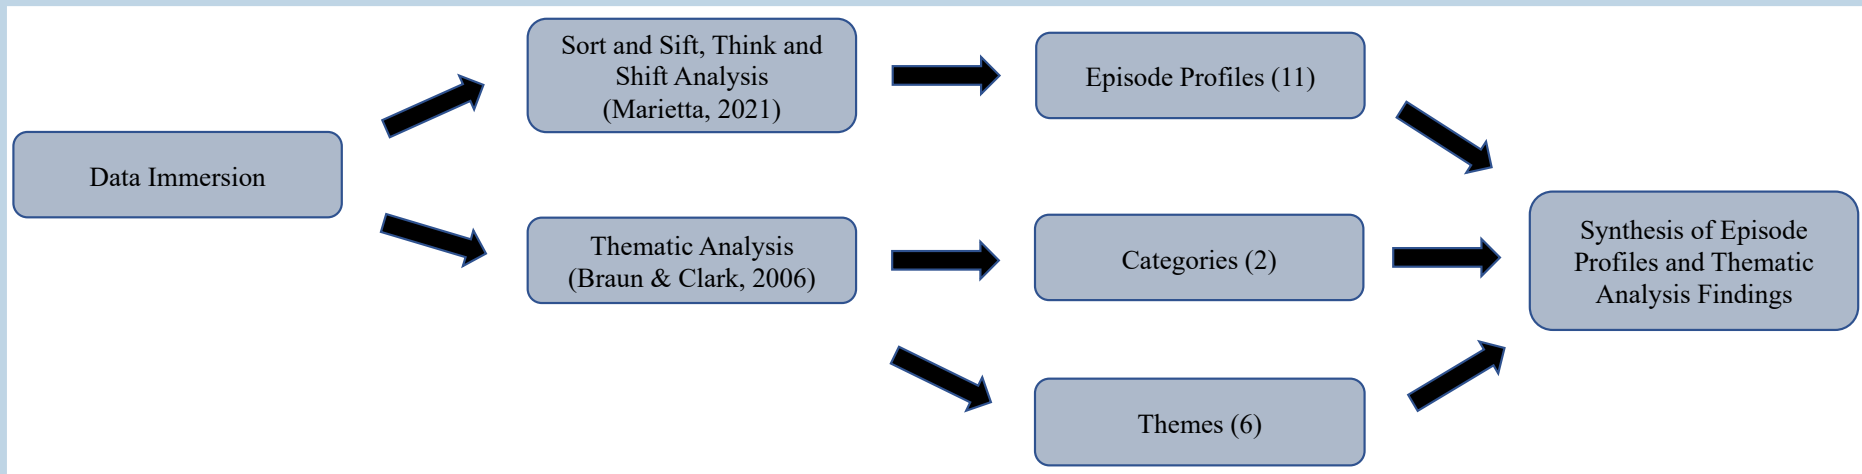 Data Immersion
Sort and Sift, Think and
Shift Analysis
(Marietta, 2021)
Thematic Analysis
(Braun & Clark, 2006)
Episode Profiles (11)
Categories (2)
Themes (6)
Synthesis of Episode
Profiles and Thematic
Analysis Findings